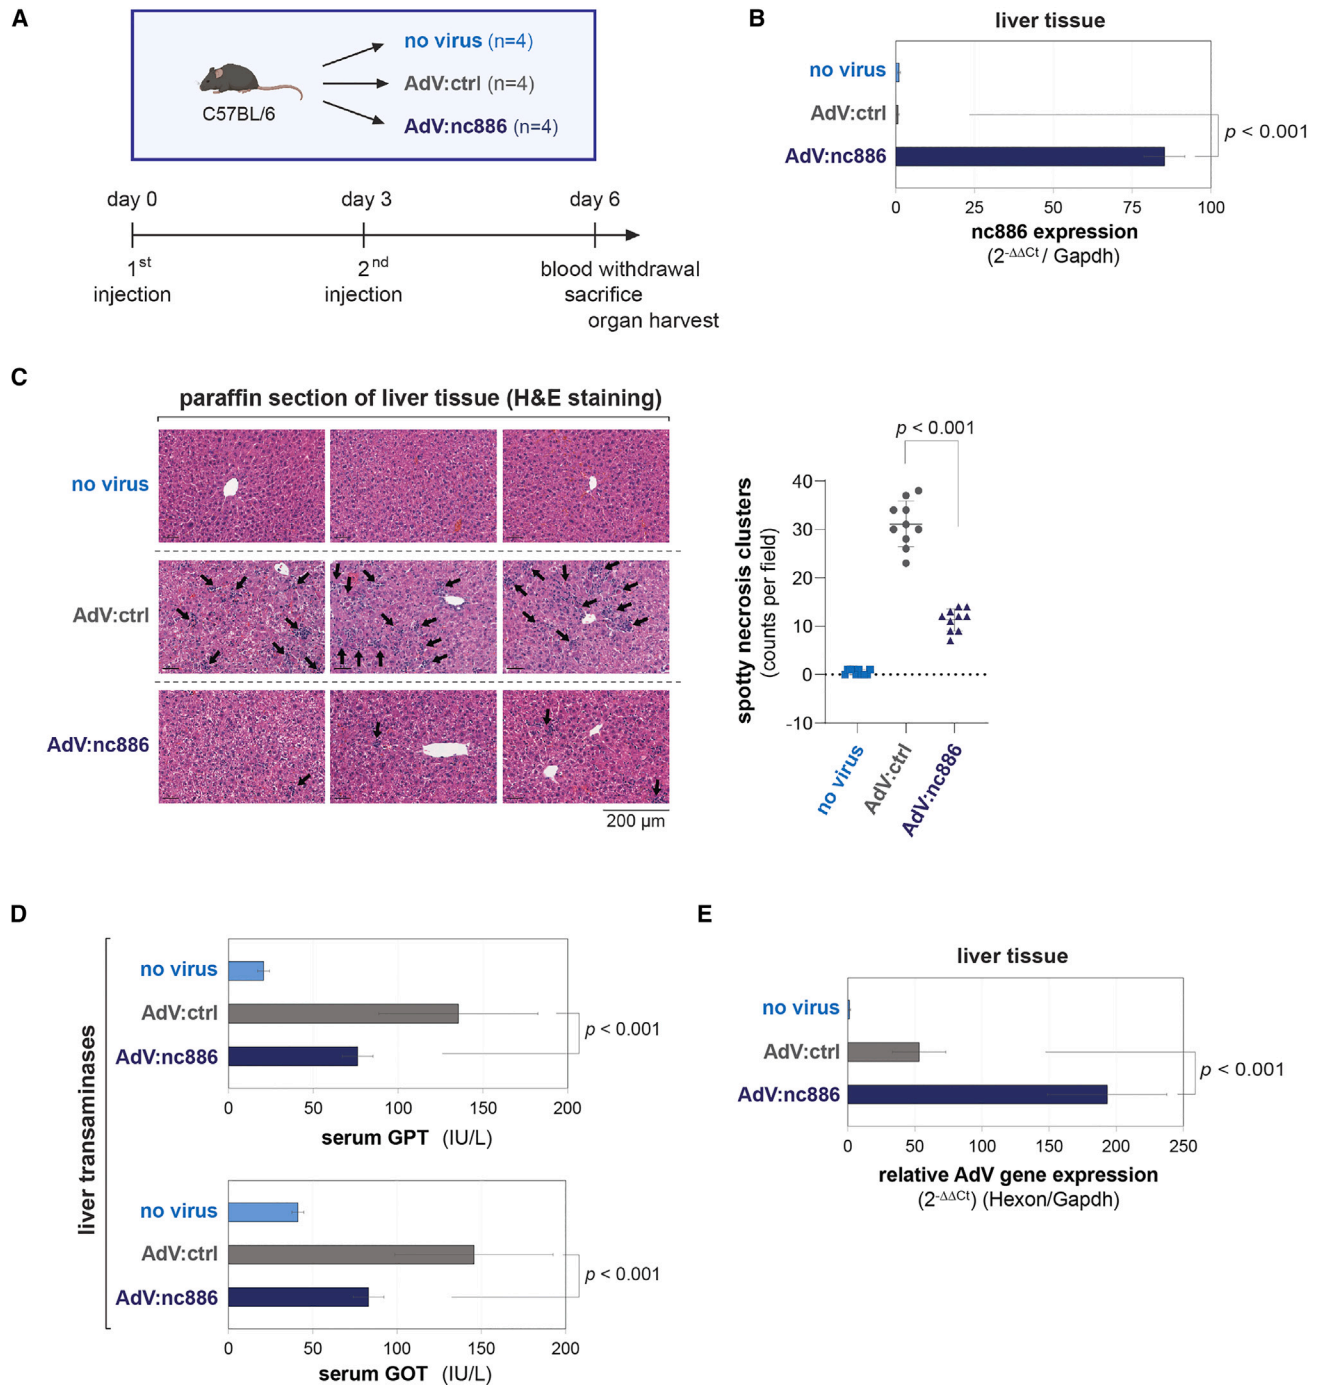 A
no virus (n=4)
AdV:ctrl (n=4)
AdV:nc886 (n=4)
C57BL/6
day 0
day 3
day 6
1st
injection
2nd
injection
blood withdrawal
sacrifice
organ harvest
B
liver tissue
no virus
AdV:ctrl
AdV:nc886
p < 0.001
0 25 50 75 100
nc886 expression
(2-ΔΔCt / Gapdh)
C
paraffin section of liver tissue (H&E staining)
no virus
AdV:ctrl
AdV:nc886
200 µm
p < 0.001
spotty necrosis clusters
(counts per field)
40
30
20
10
0
-10
no virus
AdV:ctrl
AdV:nc886
D
liver transaminases
no virus
AdV:ctrl
AdV:nc886
p < 0.001
0 50 100 150 200
serum GPT (IU/L)
no virus
AdV:ctrl
AdV:nc886
p < 0.001
0 50 100 150 200
serum GOT (IU/L)
E
liver tissue
no virus
AdV:ctrl
AdV:nc886
p < 0.001
0 50 100 150 200 250
relative AdV gene expression
(2-ΔΔCt) (Hexon/Gapdh)